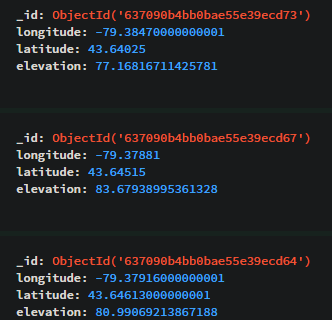 _id: ObjectId('637090b4bb0bae55e39ecd73')
longitude: -79.38470000000001
latitude: 43.64025
elevation: 77.16816711425781
_id: ObjectId('637090b4bb0bae55e39ecd67')
longitude: -79.37881
latitude: 43.64515
elevation: 83.67938995361328
_id: ObjectId('637090b4bb0bae55e39ecd64')
longitude: -79.37916000000001
latitude: 43.64613000000001
elevation: 80.99069213867188